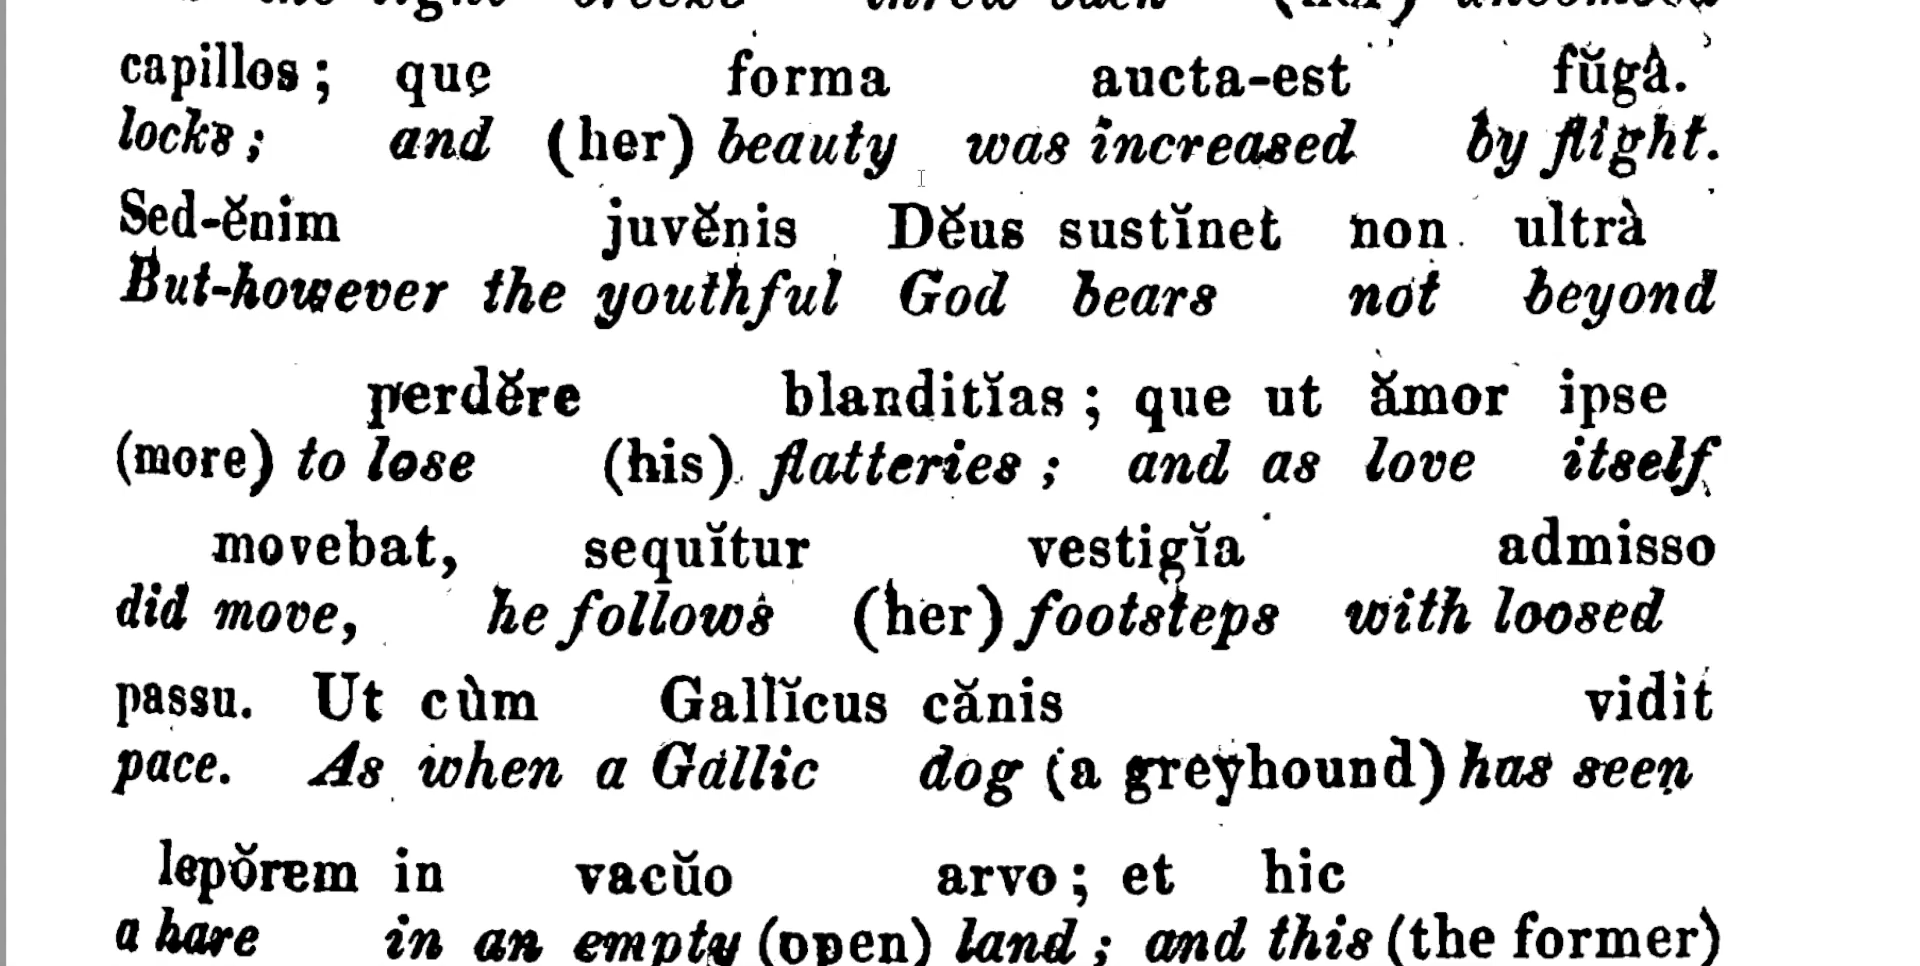 capillos; que forma aucta-est fŭgâ.
locks; and (her) beauty was increased by flight.
Sed-ĕnim juvĕnis Dĕus sustĭnet non ultrà
But-however the youthful God bears not beyond
perdĕre blanditĭas; que ut ămor ipse
(more) to lose (his) flatteries; and as love itself
movebat, sequĭtur vestigĭa admisso
did move, he follows (her) footsteps with loosed
passu. Ut cùm Gallĭcus cănis vidit
pace. As when a Gallic dog (a greyhound) has seen
lepŏrem in vacŭo arvo; et hic
a hare in an empty (open) land; and this (the former)